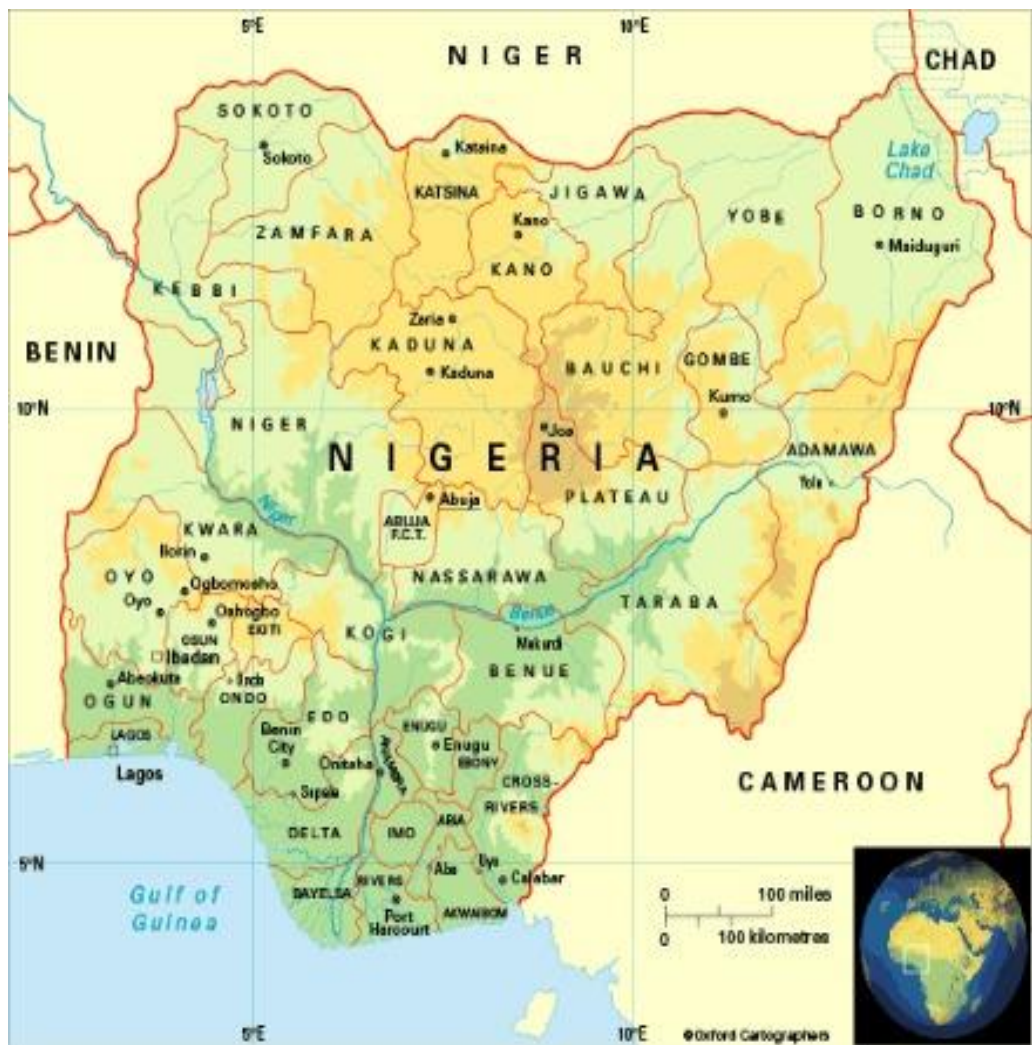 5°E
10°E
NIGER
CHAD
SOKOTO
Sokoto
Katsina
KATSINA
JIGAWA
Lake
Chad
YOBE
BORNO
Kano
ZAMFARA
Maiduguri
KANO
KEBBI
Zaria
BENIN
KADUNA
BAUCHI
GOMBE
Kaduna
Kumo
10°N
10°N
NIGER
Jos
NIGERIA
ADAMAWA
Yola
PLATEAU
Abuja
Niger
ABUJA
F.C.T.
KWARA
Ilorin
NASSARAWA
OYO
Ogbomosho
Benue
TARABA
Oyo
Oshogbo
EKITI
KOGI
OSUN
Makurdi
Ibadan
BENUE
Abeokuta
ONDO
OGUN
EDO
ENUGU
LAGOS
Benin
City
Enugu
EBONY
Lagos
Onitsha
ANAMBRA
CROSS-
RIVERS
CAMEROON
Sapele
DELTA
IMO
ABIA
5°N
Aba
Uyo
Calabar
RIVERS
BAYELSA
Gulf of
Guinea
AKWAIBOM
Port
Harcourt
0 100 miles
0 100 kilometres
5°E
10°E
Oxford Cartographers